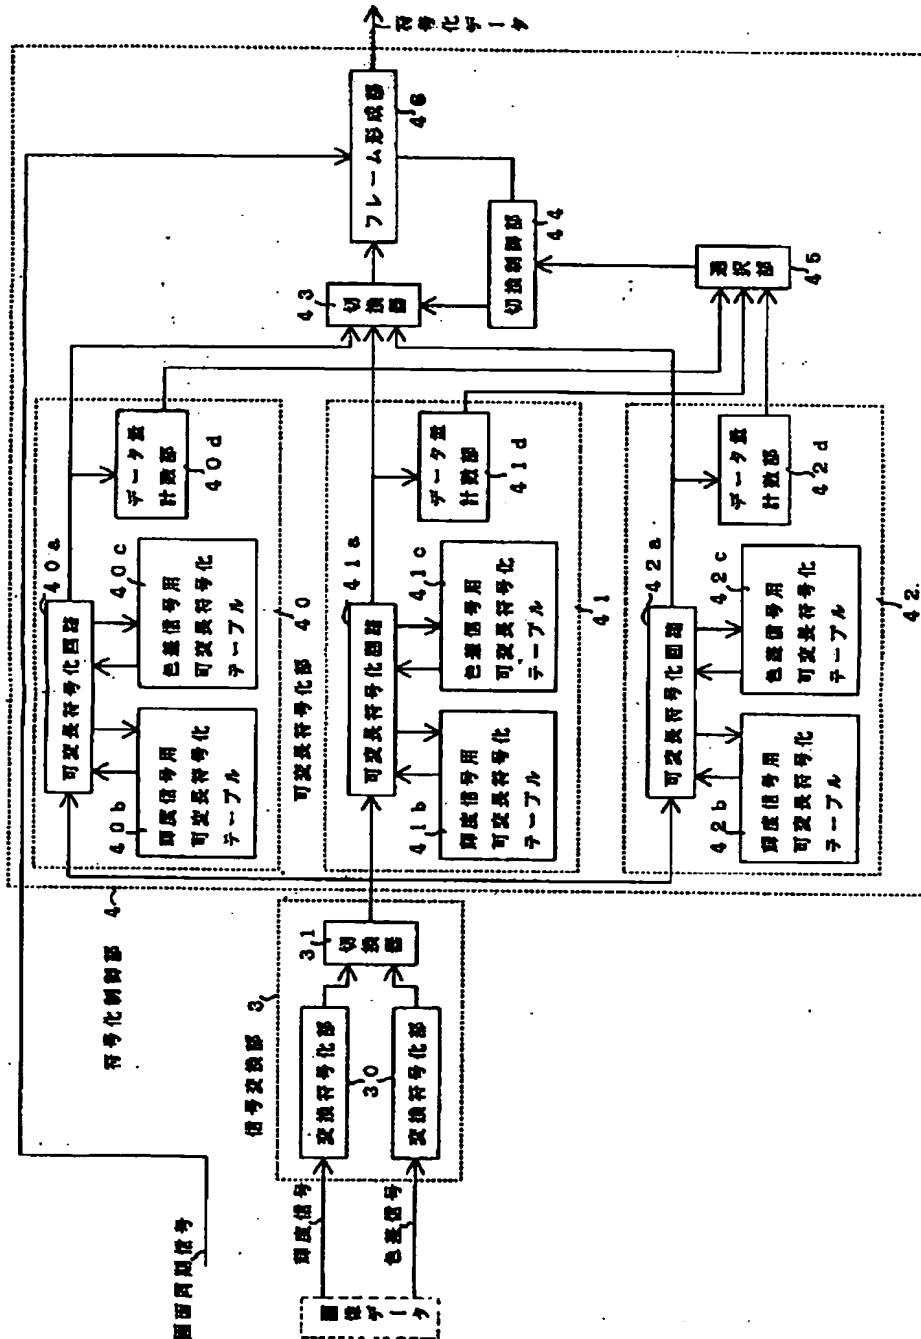 符号化データ
フレーム形成部
46
43
切換器
切換制御部
44
選択部
45
データ量
計数部
40d
データ量
計数部
41d
データ量
計数部
42d
40a
可変長符号化回路
40c
色差信号用
可変長符号化
テーブル
40b
輝度信号用
可変長符号化
テーブル
可変長符号化部 40
41a
可変長符号化回路
41c
色差信号用
可変長符号化
テーブル
41b
輝度信号用
可変長符号化
テーブル
41
42a
可変長符号化回路
42c
色差信号用
可変長符号化
テーブル
42b
輝度信号用
可変長符号化
テーブル
42
符号化制御部 4
31
切換器
信号変換部 3
変換符号化部
30
変換符号化部
輝度信号
色差信号
画像データ
画面同期信号